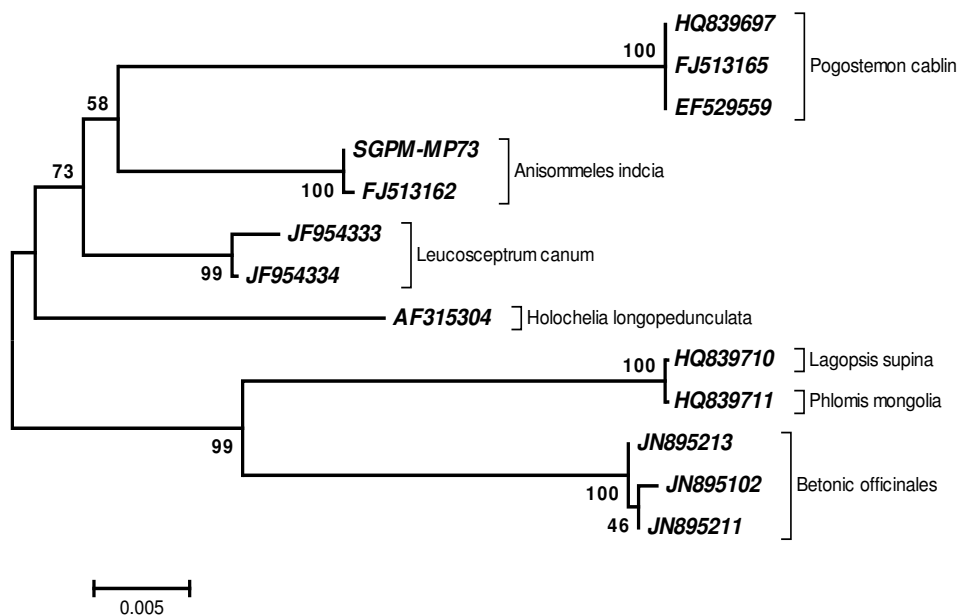 HQ839697
100
FJ513165
Pogostemon cablin
EF529559
58
SGPM-MP73
Anisommeles indcia
100
FJ513162
73
JF954333
Leucosceptrum canum
99
JF954334
AF315304
Holochelia longopedunculata
HQ839710
Lagopsis supina
100
HQ839711
Phlomis mongolia
99
JN895213
100
JN895102
Betonic officinales
46
JN895211
0.005